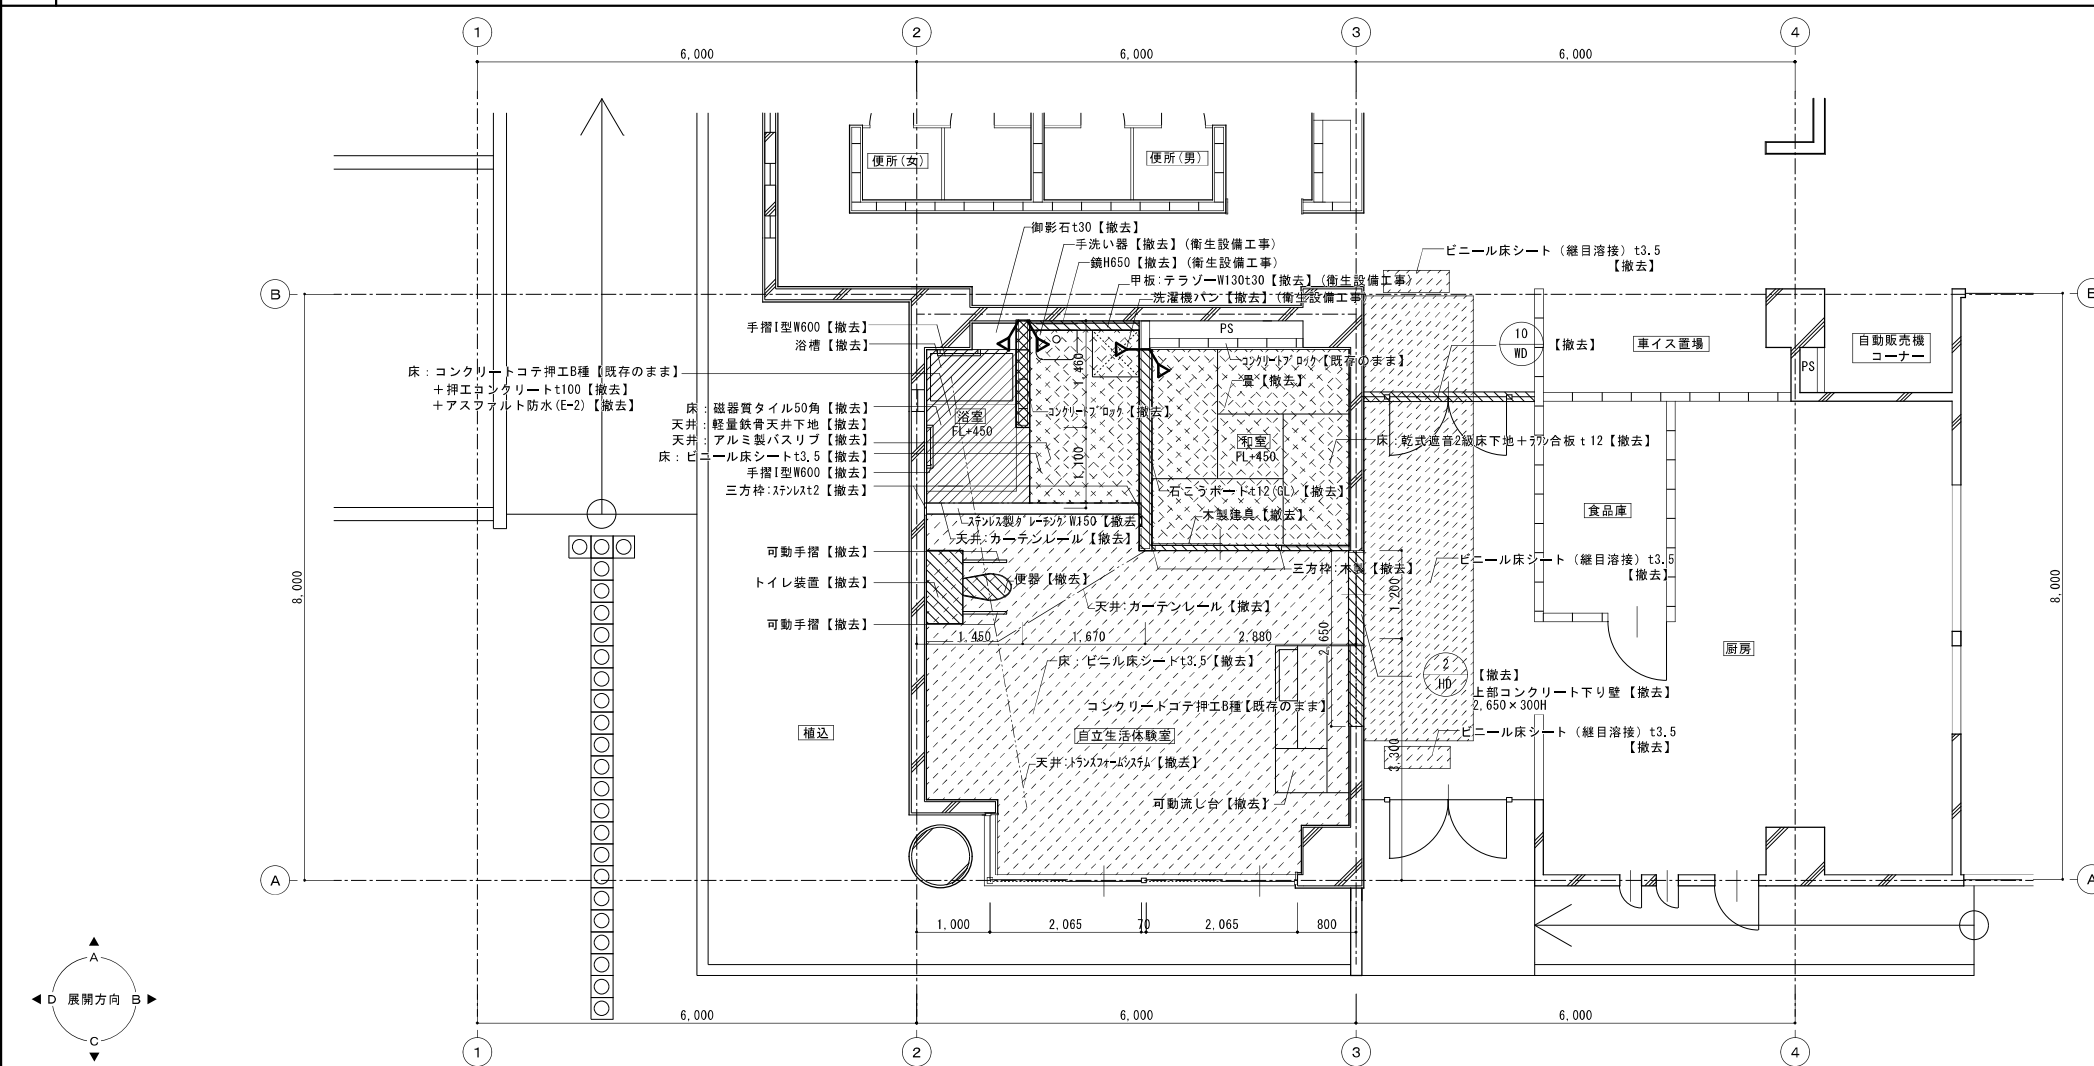 1
2
3
4
6,000
6,000
6,000
便所(女)
便所(男)
御影石t30【撤去】
手洗い器【撤去】(衛生設備工事)
鏡H650【撤去】(衛生設備工事)
甲板:テラゾーW130t30【撤去】(衛生設備工事)
洗濯機パン【撤去】(衛生設備工事)
ビニール床シート(継目溶接)t3.5
【撤去】
B
B
手摺I型W600【撤去】
浴槽【撤去】
床:コンクリートコテ押エB種【既存のまま】
+押エコンクリートt100【撤去】
+アスファルト防水(E-2)【撤去】
床:磁器質タイル50角【撤去】
天井:軽量鉄骨天井下地【撤去】
天井:アルミ製バスリブ【撤去】
床:ビニール床シートt3.5【撤去】
手摺I型W600【撤去】
三方枠:ステンレスt2【撤去】
PS
コンクリートブロック【既存のまま】
畳【撤去】
コンクリートブロック【撤去】
1,460
1,100
浴室
FL+450
和室
FL+450
床:乾式遮音2級床下地+ラワン合板t12【撤去】
石こうボードt12(GL)【撤去】
木製建具【撤去】
ステンレス製グレーチングW150【撤去】
天井:カーテンレール【撤去】
10
WD
【撤去】
車イス置場
PS
自動販売機
コーナー
食品庫
厨房
可動手摺【撤去】
トイレ装置【撤去】
可動手摺【撤去】
便器【撤去】
三方枠:木製【撤去】
天井:カーテンレール【撤去】
ビニール床シート(継目溶接)t3.5
【撤去】
8,000
8,000
1,450
1,670
2,880
2,650
1,200
3,300
床:ビニル床シートt3.5【撤去】
2
HD
【撤去】
上部コンクリート下り壁【撤去】
2,650×300H
コンクリートコテ押エB種【既存のまま】
自立生活体験室
ビニール床シート(継目溶接)t3.5
【撤去】
植込
天井:トランスファームシステム【撤去】
可動流し台【撤去】
A
A
1,000
2,065
70
2,065
800
A
D 展開方向 B
C
6,000
6,000
6,000
1
2
3
4